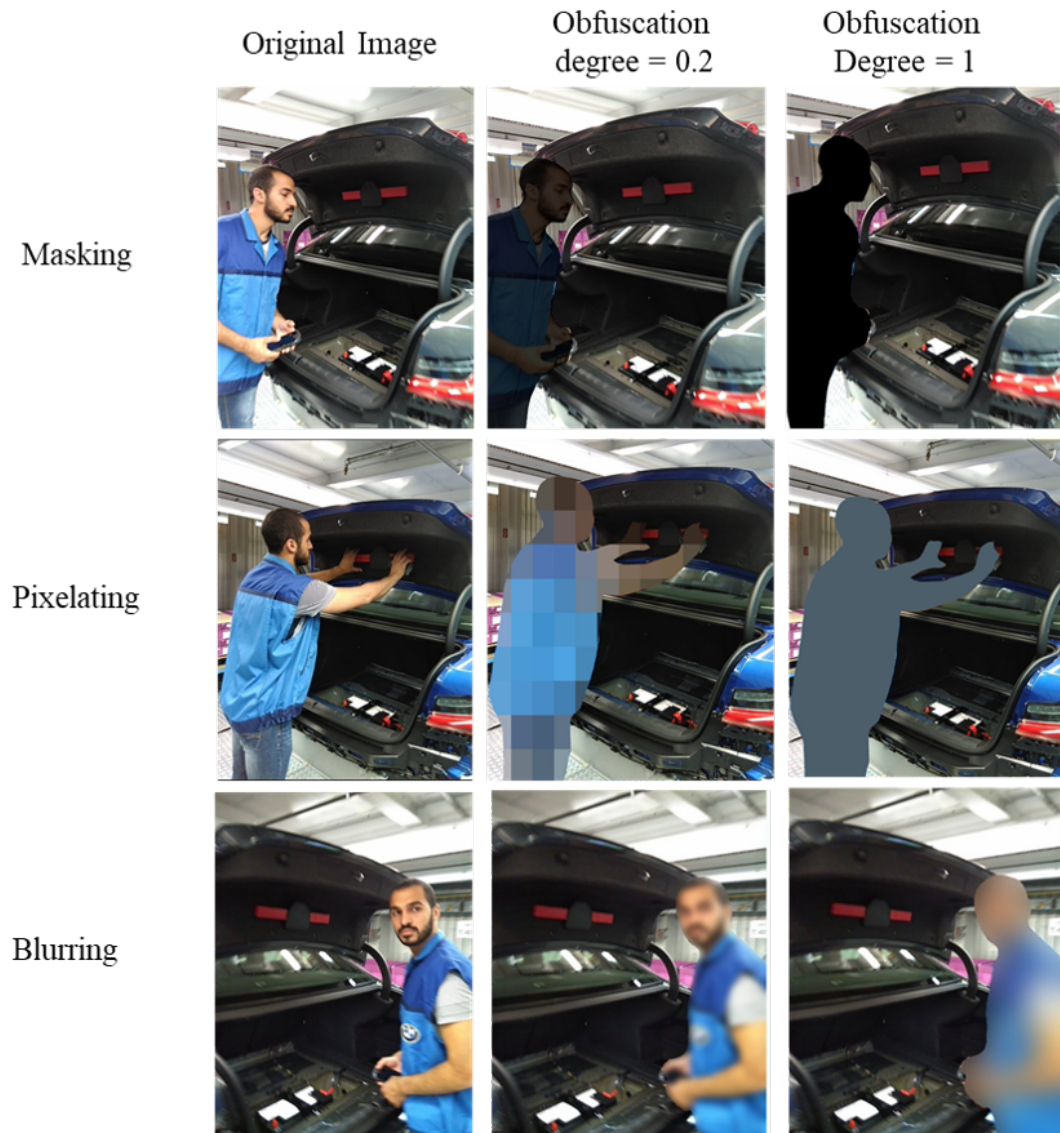 Original Image
Obfuscation
degree = 0.2
Obfuscation
Degree = 1
Masking
Pixelating
Blurring